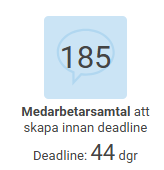 185
Medarbetarsamtal att
skapa innan deadline
Deadline: 44 dgr